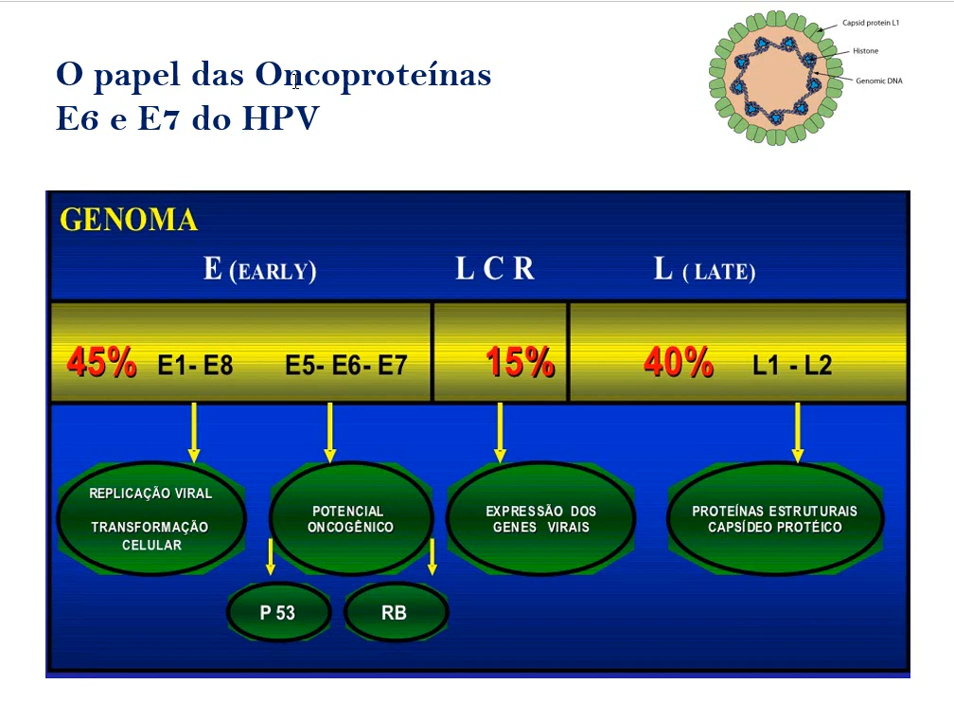 O papel das Oncoproteínas
E6 e E7 do HPV
Capsid protein L1
Histone
Genomic DNA
GENOMA
E (EARLY)
L C R
L ( LATE)
45% E1- E8 E5- E6- E7
15%
40% L1 - L2
REPLICAÇÃO VIRAL
TRANSFORMAÇÃO
CELULAR
POTENCIAL
ONCOGÊNICO
EXPRESSÃO DOS
GENES VIRAIS
PROTEÍNAS ESTRUTURAIS
CAPSÍDEO PROTÉICO
P 53
RB